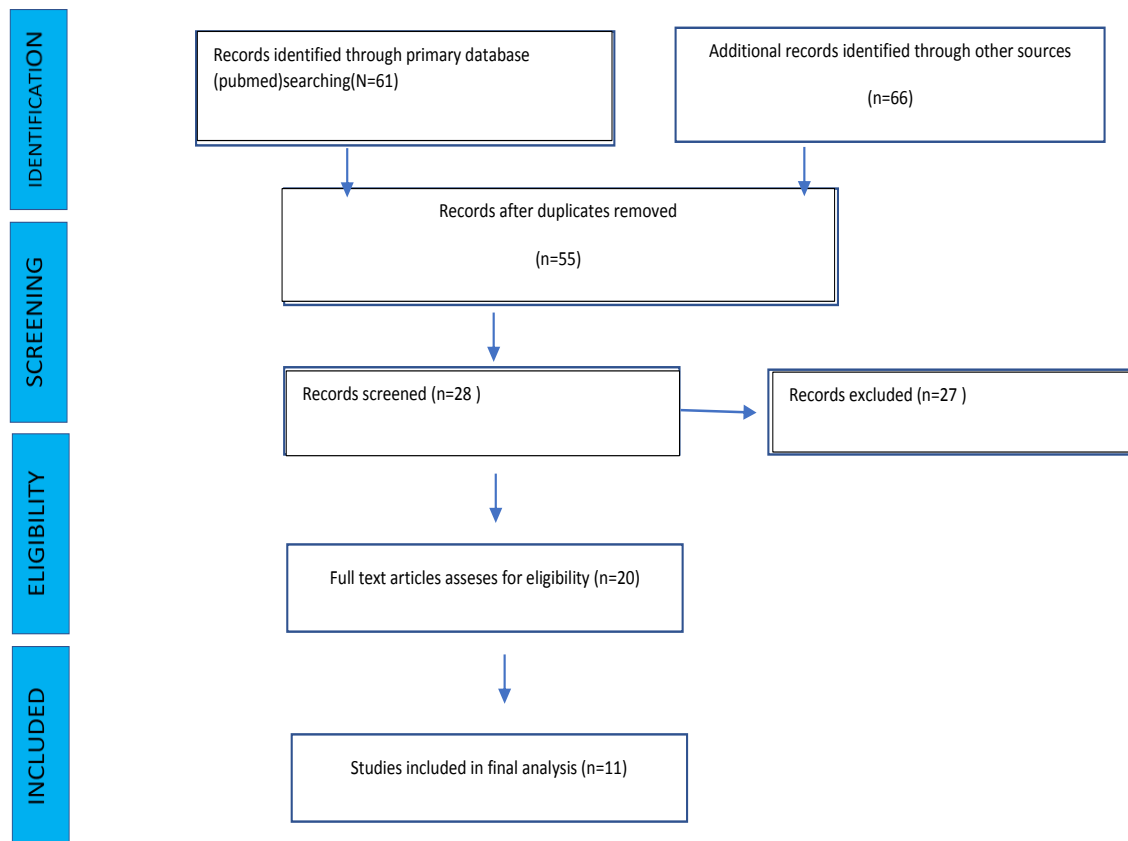 IDENTIFICATION
Records identified through primary database
(pubmed)searching(N=61)
Additional records identified through other sources
(n=66)
SCREENING
Records after duplicates removed
(n=55)
Records screened (n=28 )
Records excluded (n=27 )
ELIGIBILITY
Full text articles asseses for eligibility (n=20)
INCLUDED
Studies included in final analysis (n=11)